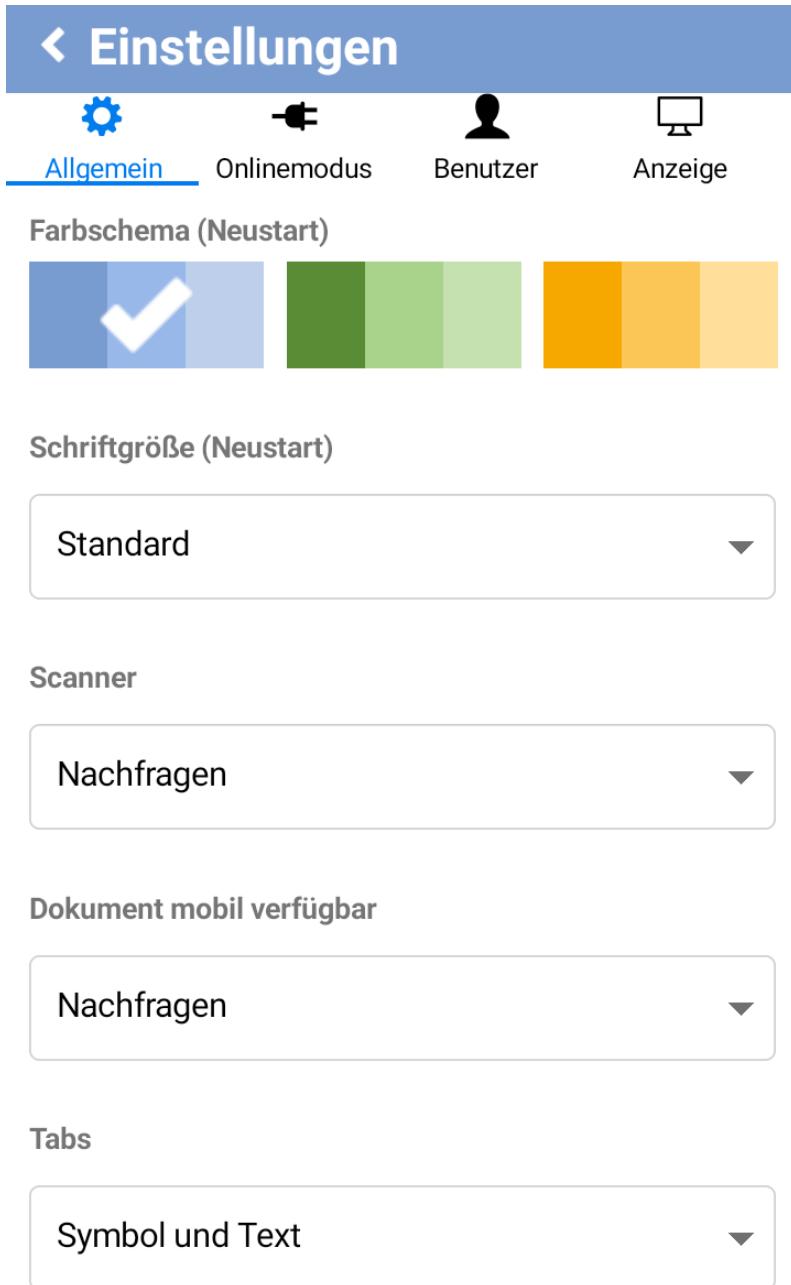 Einstellungen
Allgemein Onlinemodus Benutzer Anzeige
Farbschema (Neustart)
Schriftgröße (Neustart)
Standard
Scanner
Nachfragen
Dokument mobil verfügbar
Nachfragen
Tabs
Symbol und Text